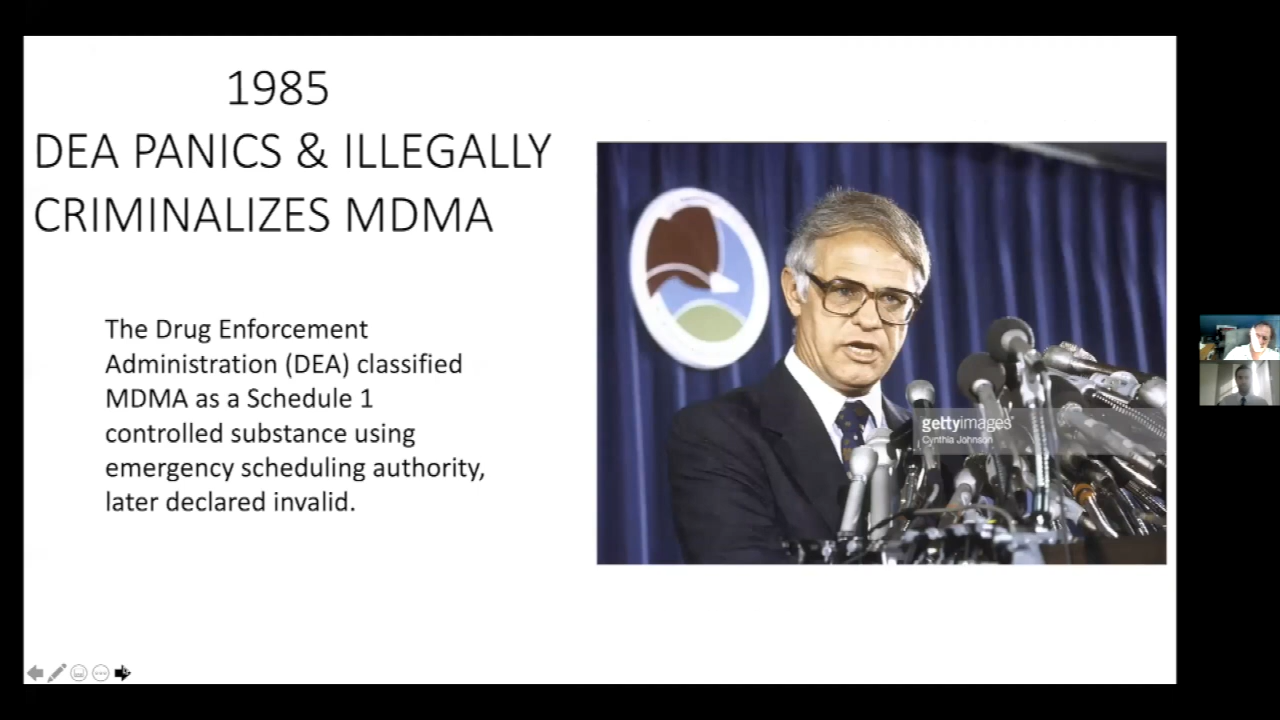 1985
DEA PANICS & ILLEGALLY
CRIMINALIZES MDMA
The Drug Enforcement
Administration (DEA) classified
MDMA as a Schedule 1
controlled substance using
emergency scheduling authority,
later declared invalid.
gettyimages®
Cynthia Johnson